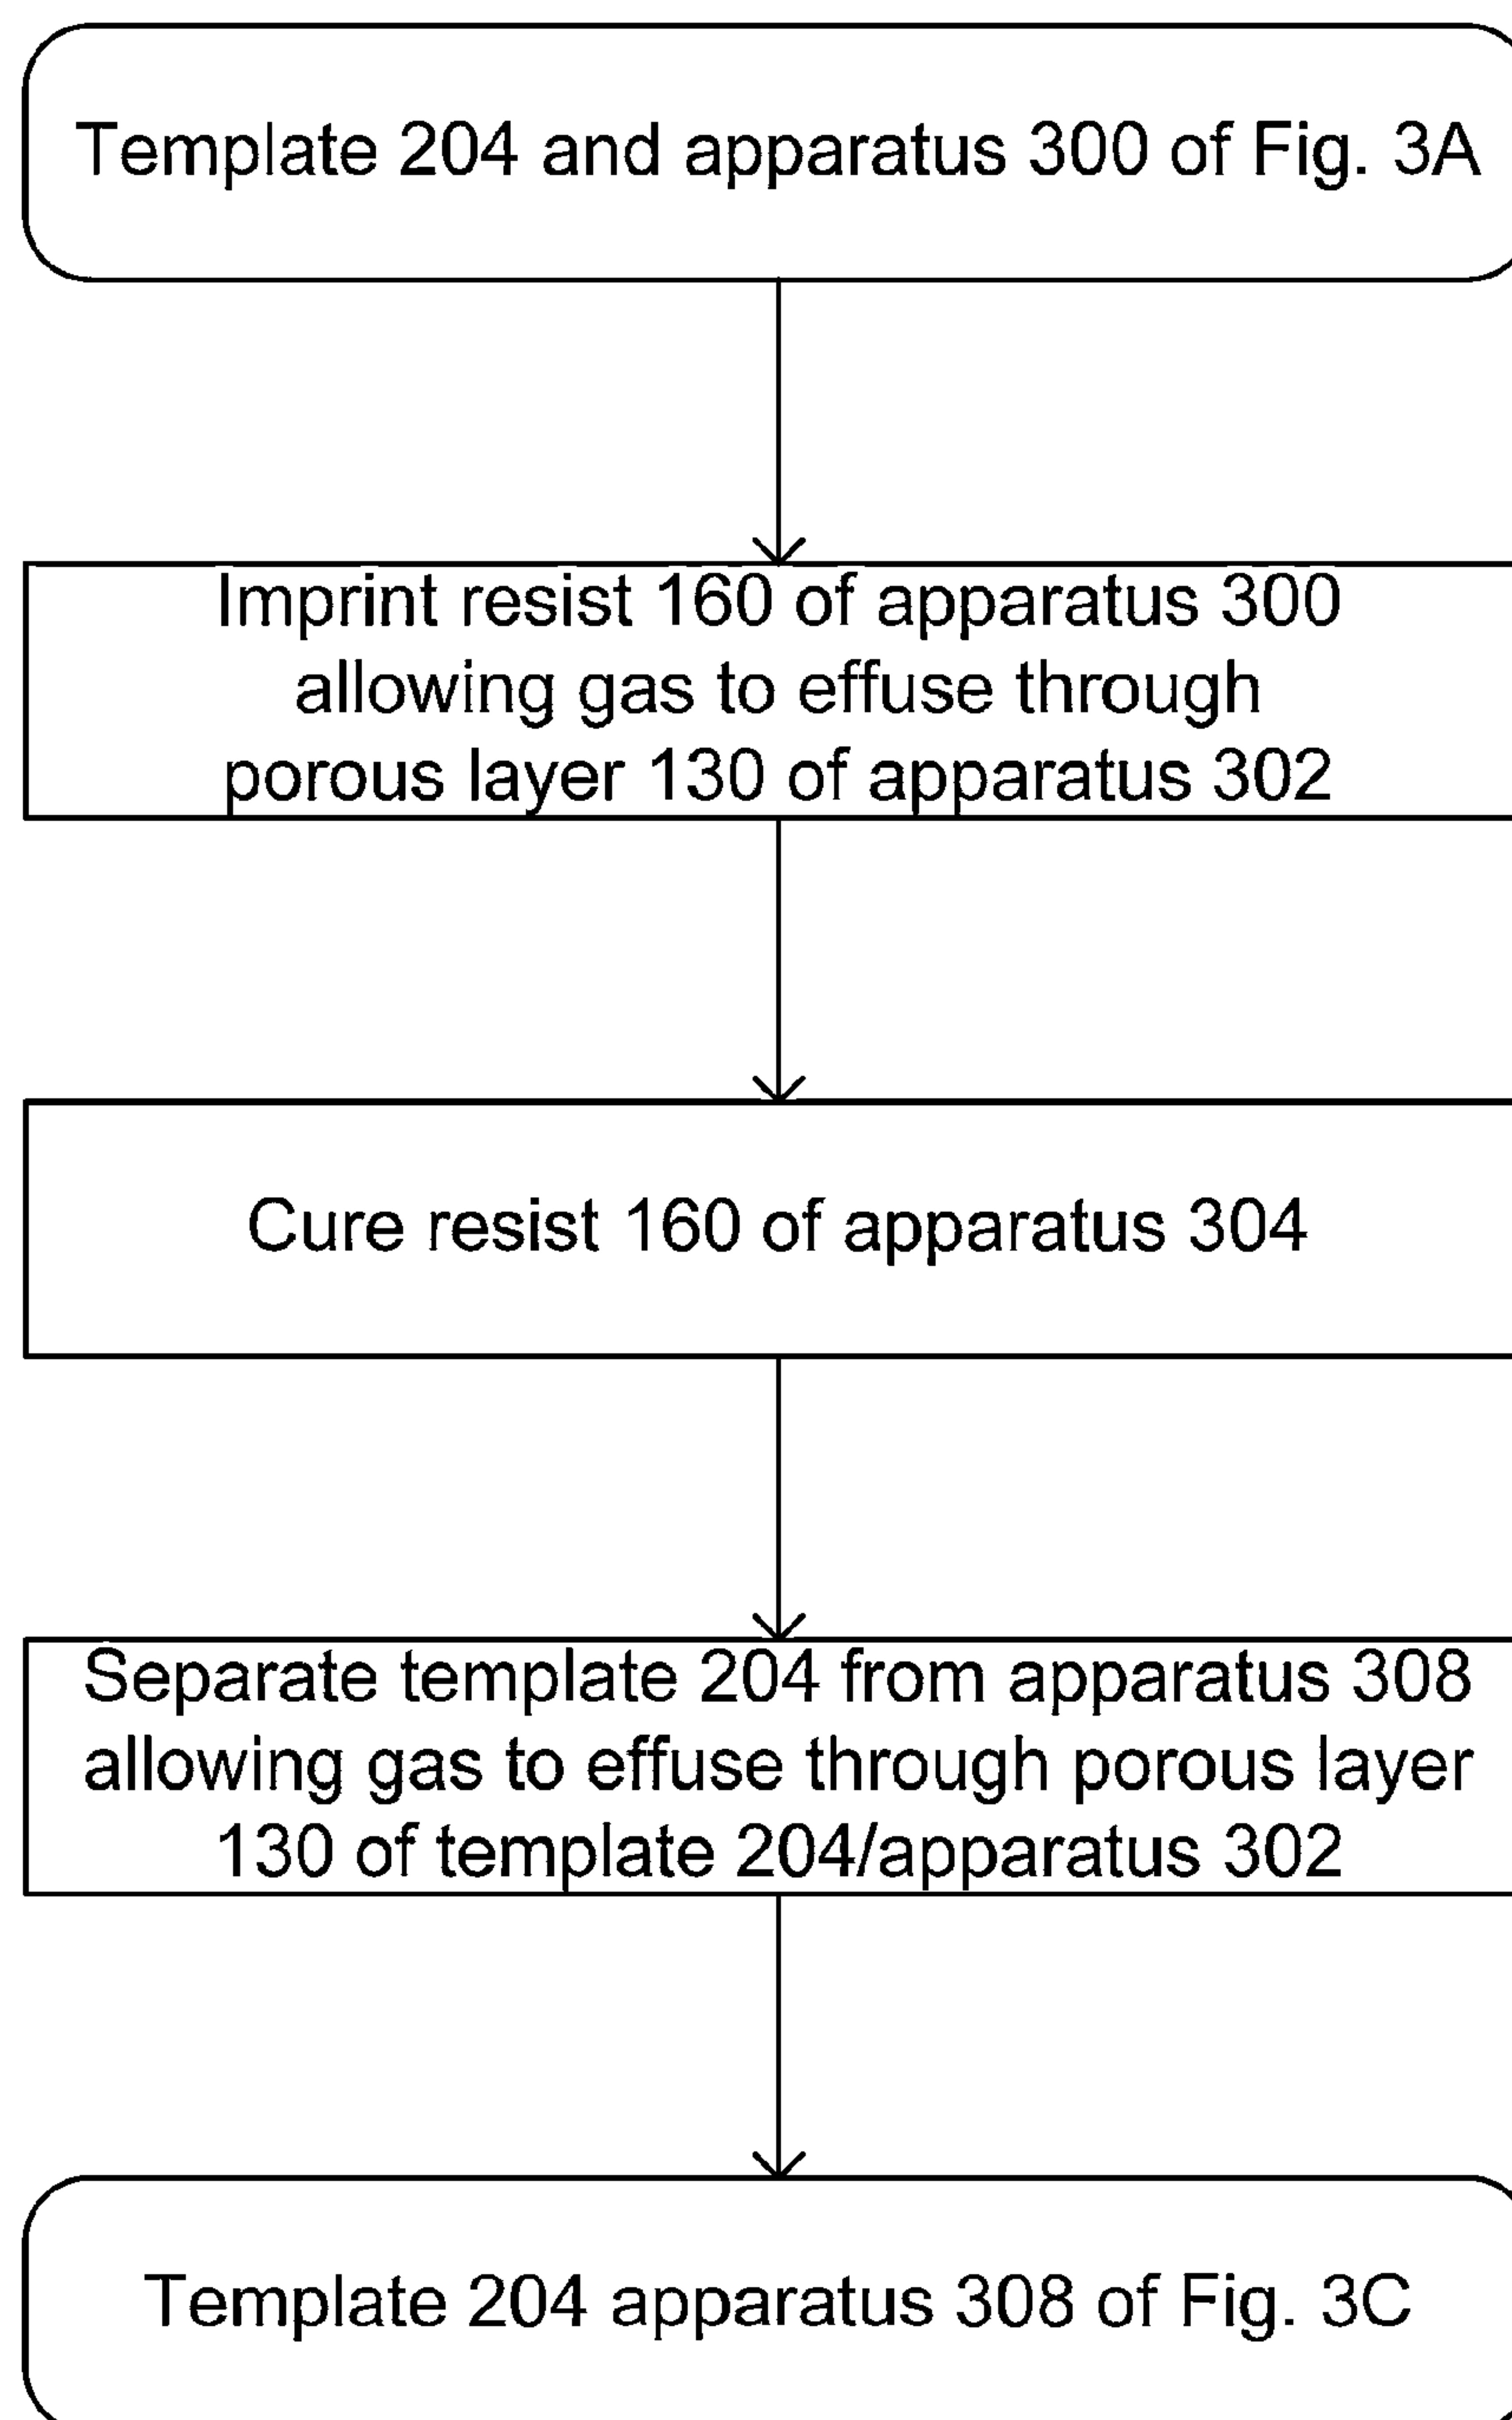 Template 204 and apparatus 300 of Fig. 3A
Imprint resist 160 of apparatus 300
allowing gas to effuse through
porous layer 130 of apparatus 302
Cure resist 160 of apparatus 304
Separate template 204 from apparatus 308
allowing gas to effuse through porous layer
130 of template 204/apparatus 302
Template 204 apparatus 308 of Fig. 3C